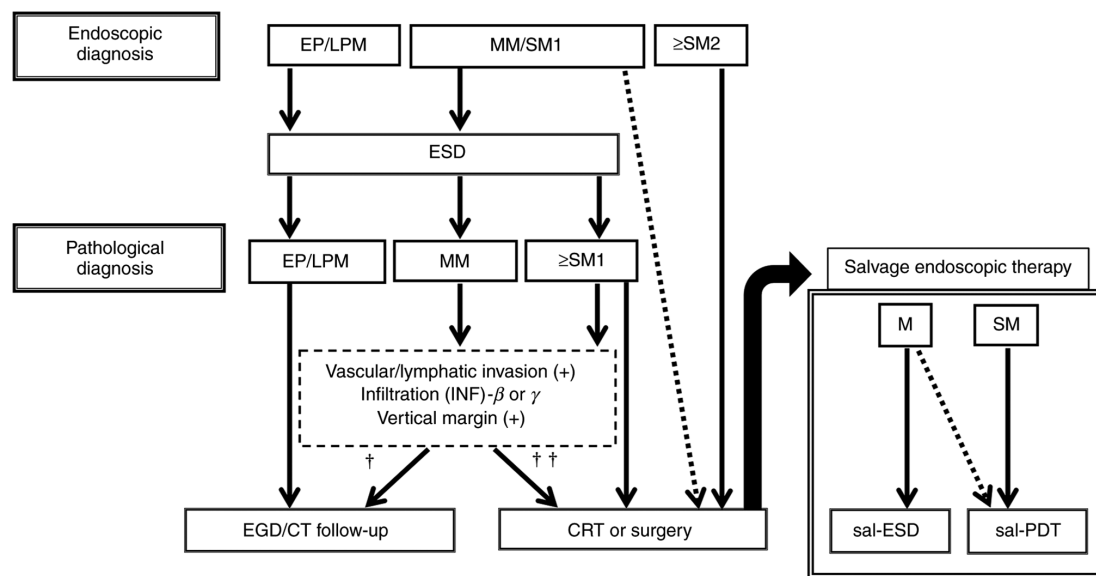 Endoscopic
diagnosis
EP/LPM
MM/SM1
≥SM2
ESD
Pathological
diagnosis
EP/LPM
MM
≥SM1
Salvage endoscopic therapy
M
SM
Vascular/lymphatic invasion (+)
Infiltration (INF)-β or γ
Vertical margin (+)
†
† †
EGD/CT follow-up
CRT or surgery
sal-ESD
sal-PDT